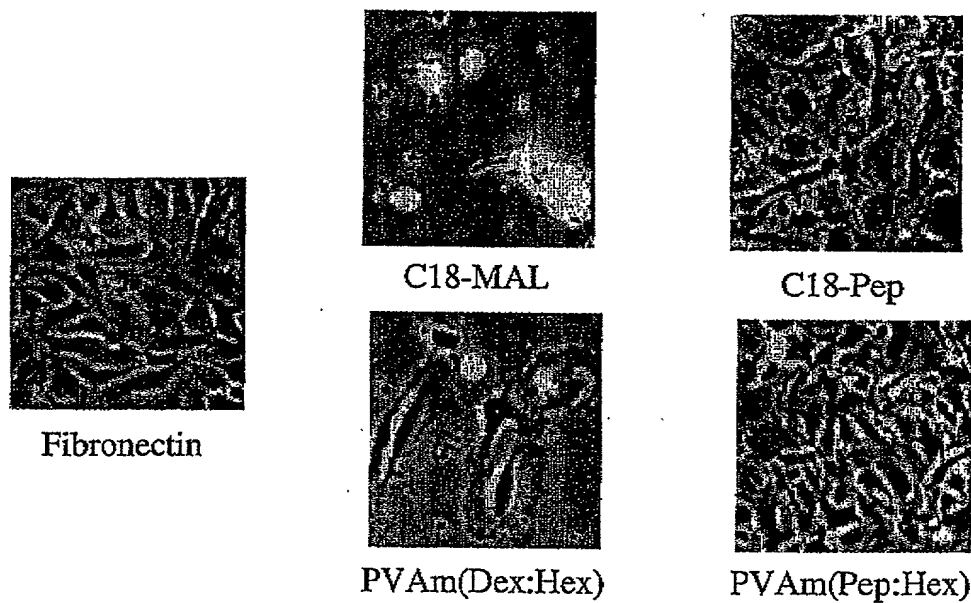 C18-MAL
C18-Pep
Fibronectin
PVAm(Dex:Hex)
PVAm(Pep:Hex)